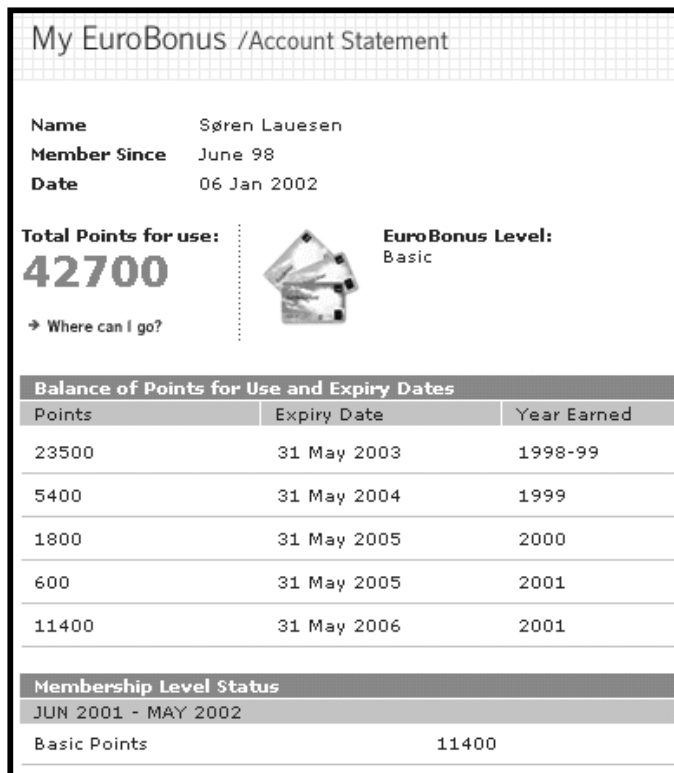 My EuroBonus /Account Statement
Name Søren Lauesen
Member Since June 98
Date 06 Jan 2002
Total Points for use: EuroBonus Level:
42700 Basic
→ Where can I go?
Balance of Points for Use and Expiry Dates
Points Expiry Date Year Earned
23500 31 May 2003 1998-99
5400 31 May 2004 1999
1800 31 May 2005 2000
600 31 May 2005 2001
11400 31 May 2006 2001
Membership Level Status
JUN 2001 - MAY 2002
Basic Points 11400